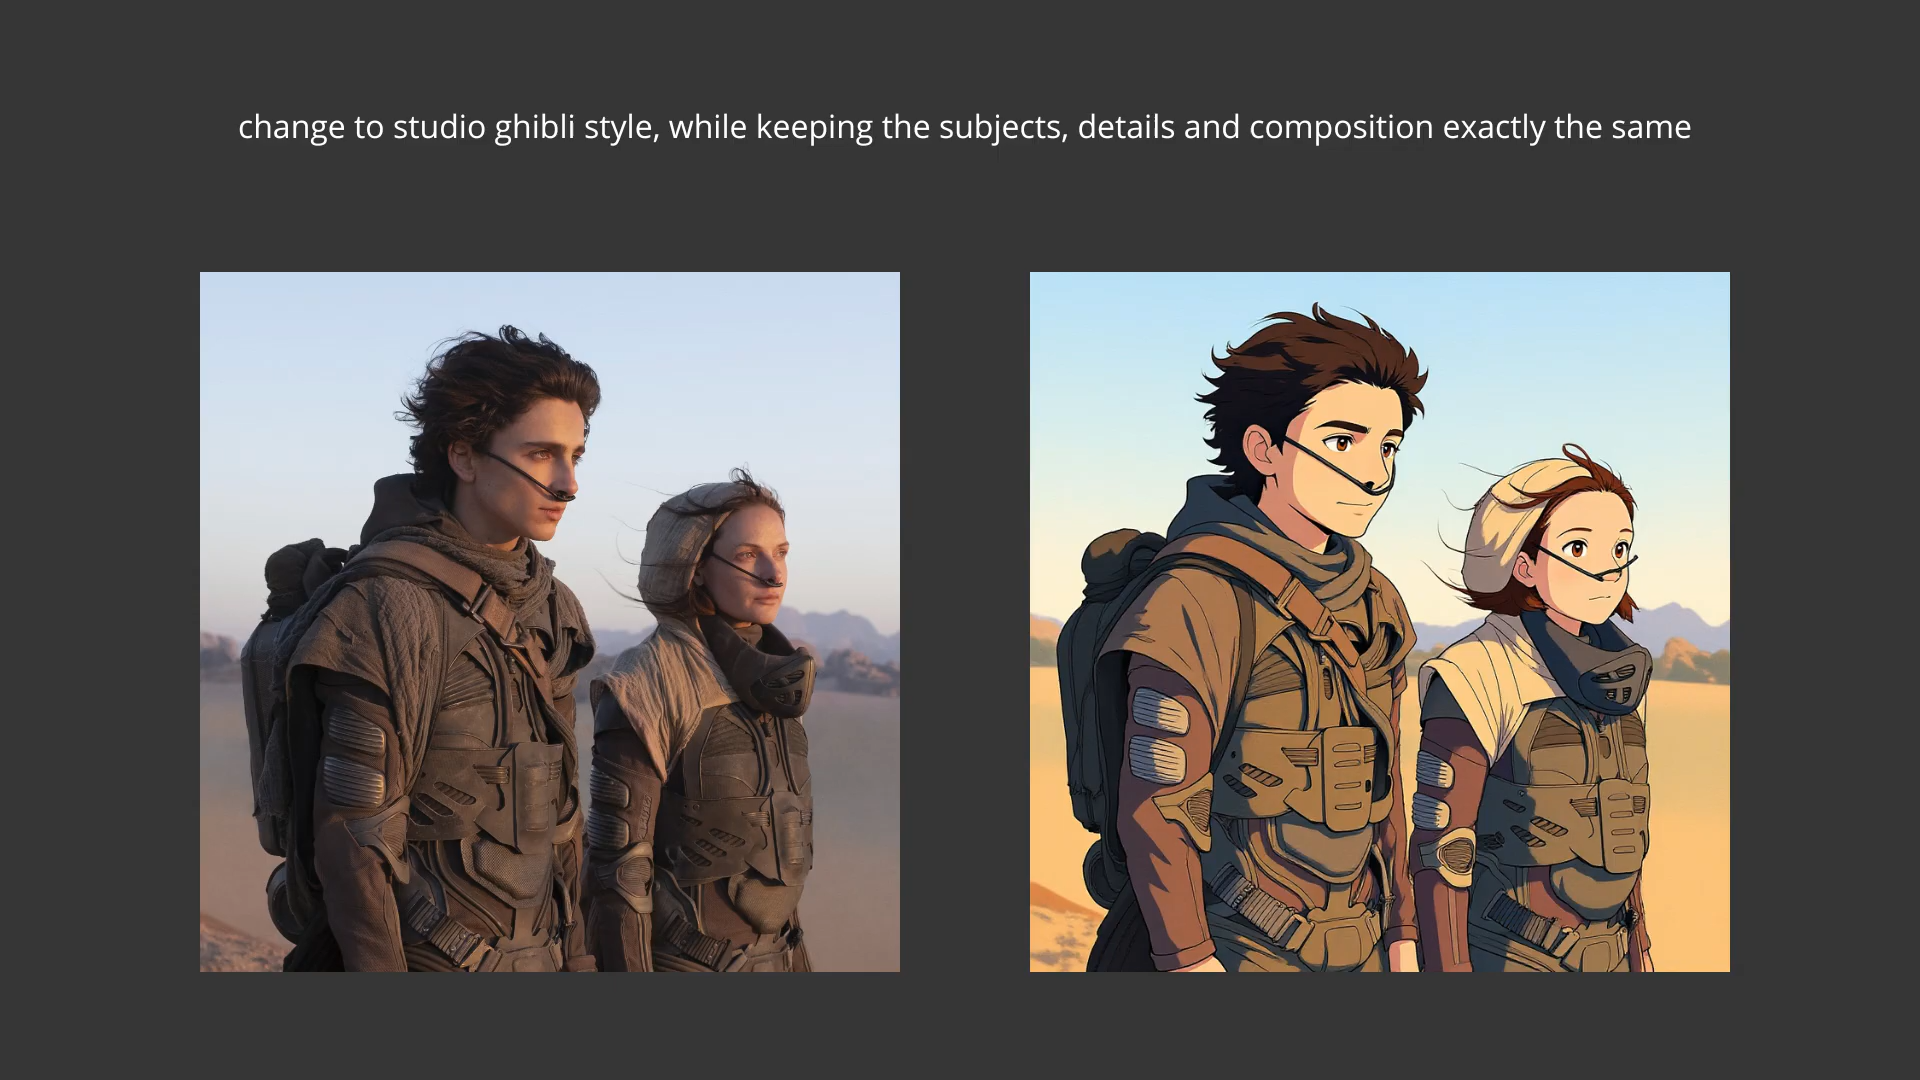 change to studio ghibli style, while keeping the subjects, details and composition exactly the same